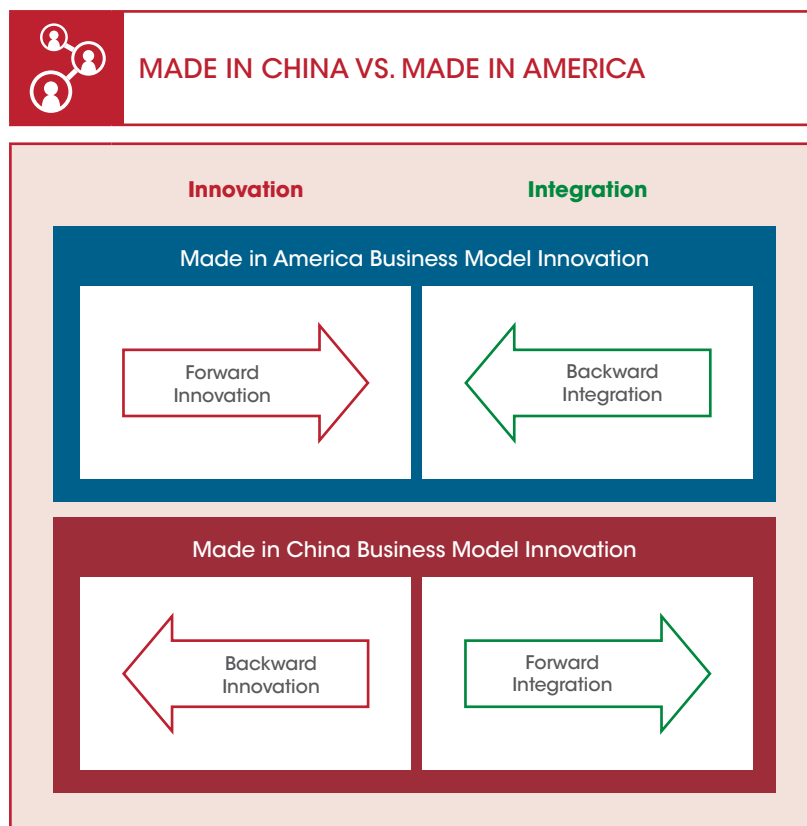 MADE IN CHINA VS. MADE IN AMERICA
Innovation
Integration
Made in America Business Model Innovation
Forward
Innovation
Backward
Integration
Made in China Business Model Innovation
Backward
Innovation
Forward
Integration